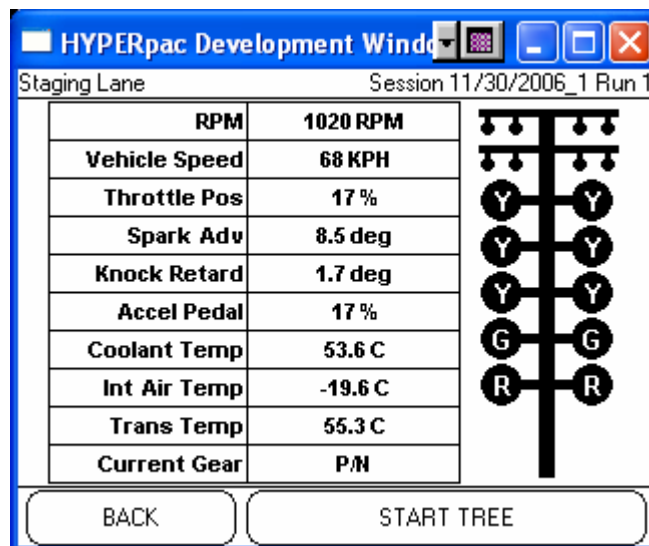 HYPERpac Development Windo
Staging Lane Session 11/30/2006_1 Run 1
RPM 1020 RPM
Vehicle Speed 68 KPH
Throttle Pos 17 %
Spark Adv 8.5 deg
Knock Retard 1.7 deg
Accel Pedal 17 %
Coolant Temp 53.6 C
Int Air Temp -19.6 C
Trans Temp 55.3 C
Current Gear P/N
Y Y
Y Y
Y Y
G G
R R
BACK START TREE